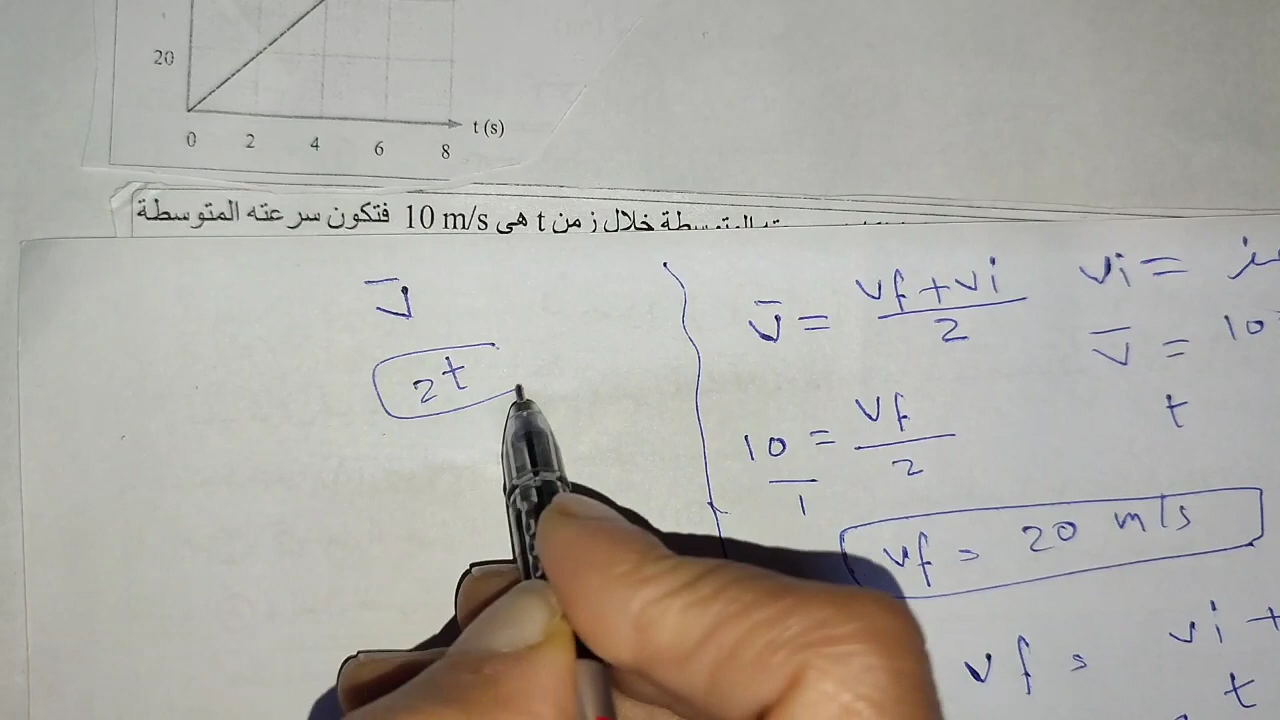 20
t (s)
0 2 4 6 8
خلال زمن t هى 10 m/s فتكون سرعته المتوسطة
v̄
2t
v̄ = vf + vi / 2
vi =
v̄ = 10
t
10 / 1 = vf / 2
vf = 20 m/s
vf = vi +
t